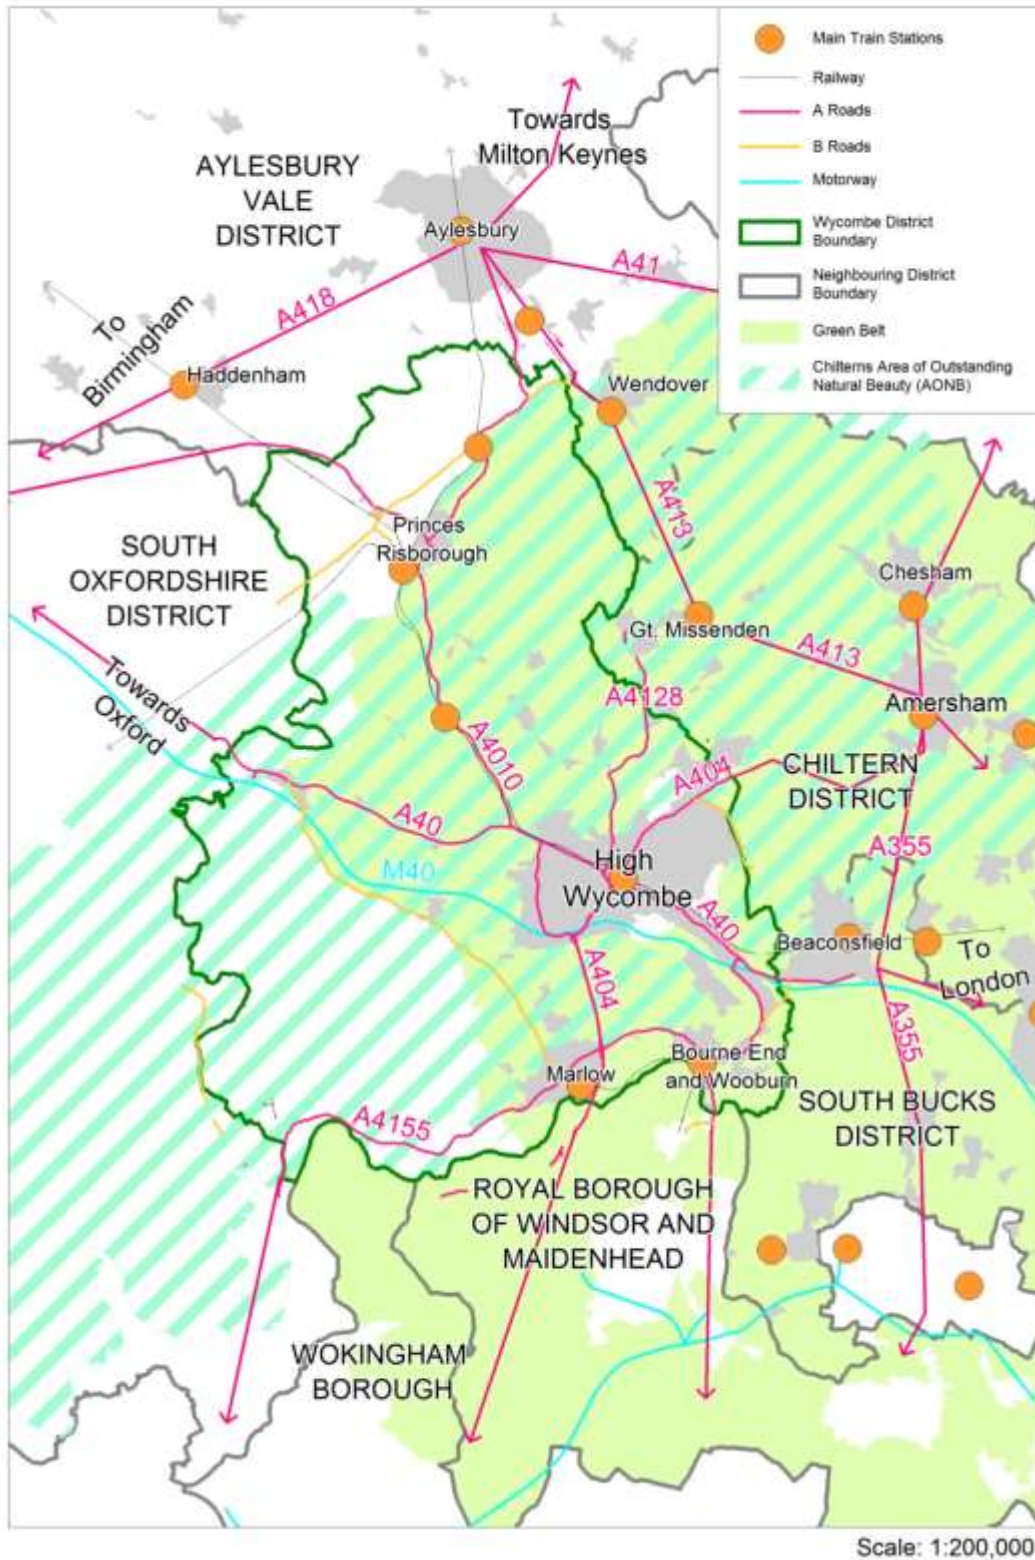 Main Train Stations
Railway
A Roads
B Roads
Motorway
Wycombe District
Boundary
Neighbouring District
Boundary
Green Belt
Chilterns Area of Outstanding
Natural Beauty (AONB)
Towards
Milton Keynes
AYLESBURY
VALE
DISTRICT
Aylesbury
A41
A418
To
Birmingham
Haddenham
Wendover
A413
Princes
Risborough
SOUTH
OXFORDSHIRE
DISTRICT
Chesham
Gt. Missenden
A413
Towards
Oxford
A4128
Amersham
A4010
A404
CHILTERN
DISTRICT
A40
A355
M40
High
Wycombe
A40
Beaconsfield
To
London
A404
A355
Marlow
Bourne End
and Wooburn
A4155
SOUTH BUCKS
DISTRICT
ROYAL BOROUGH
OF WINDSOR AND
MAIDENHEAD
WOKINGHAM
BOROUGH
Scale: 1:200,000